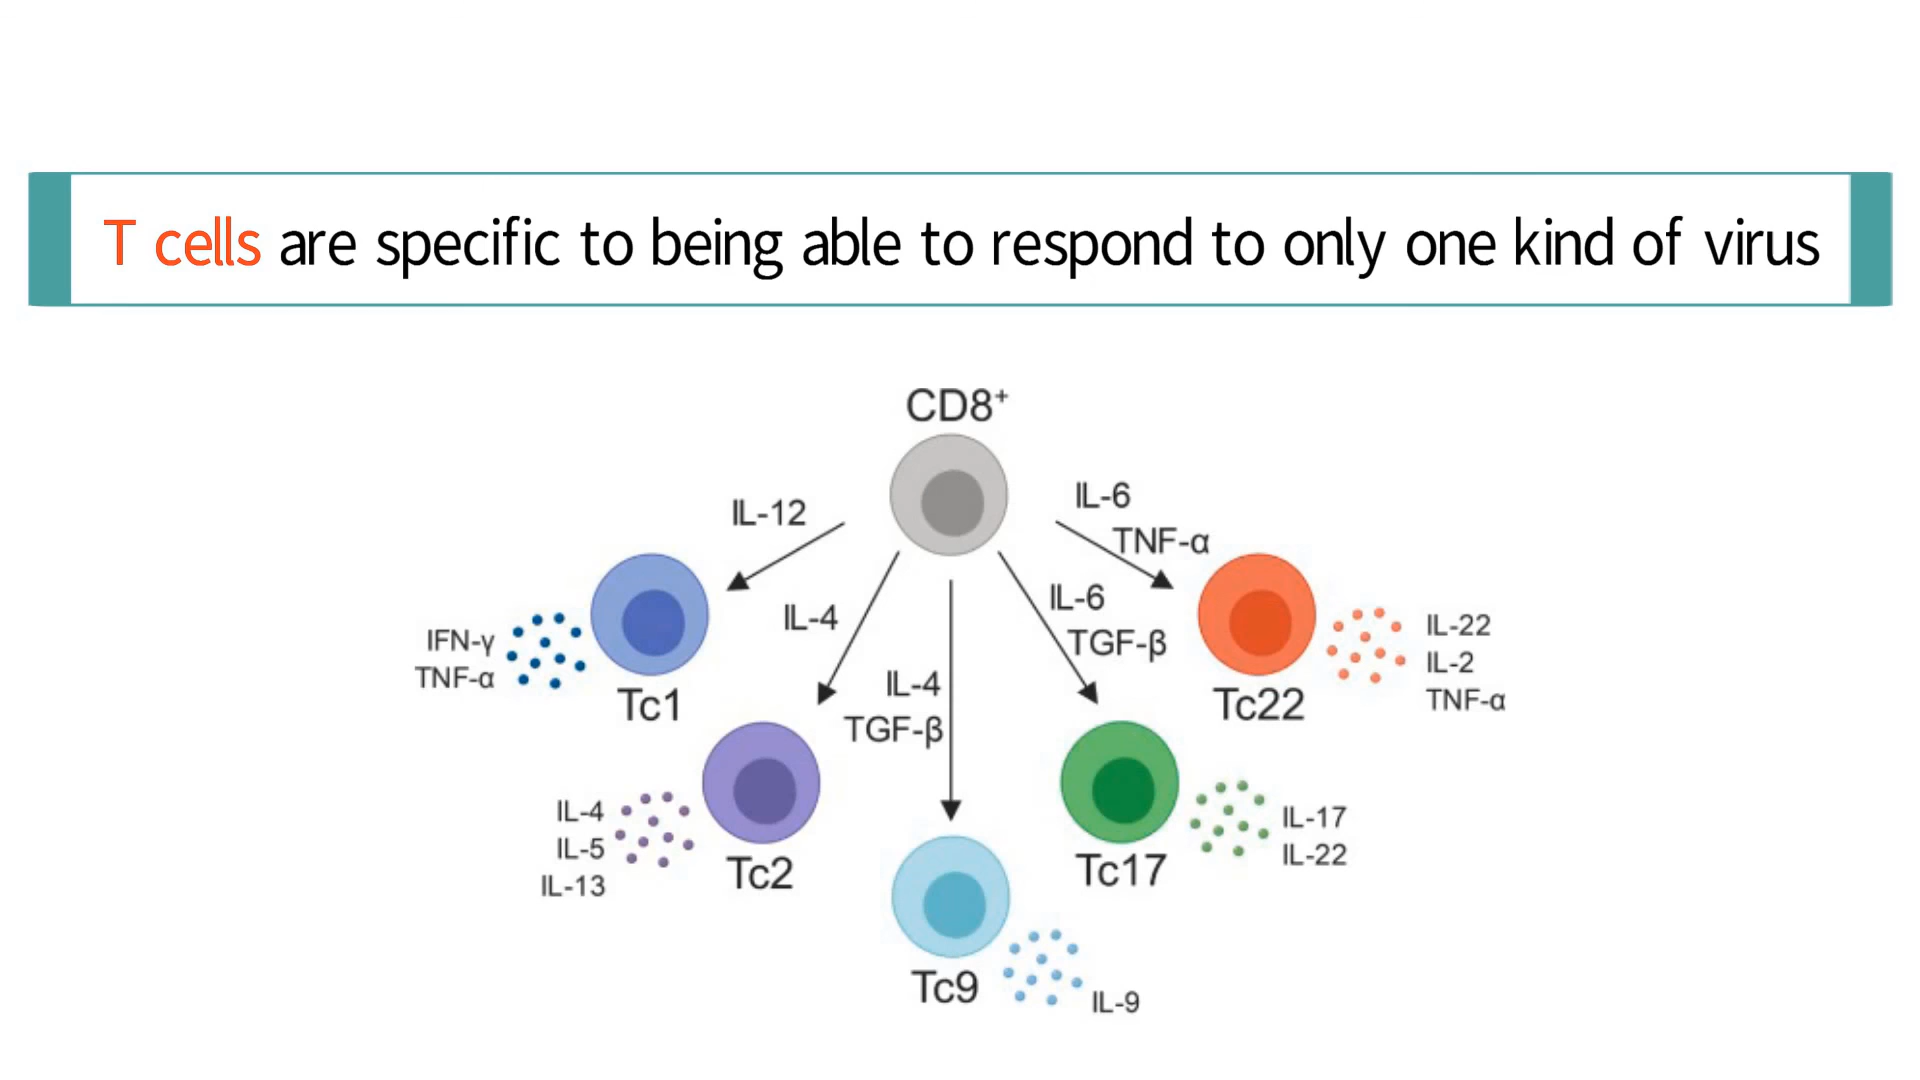 T cells are specific to being able to respond to only one kind of virus
CD8⁺
IL-12
IL-6
TNF-α
IL-4
IL-6
TGF-β
IL-4
TGF-β
IFN-γ
TNF-α
Tc1
Tc22
IL-22
IL-2
TNF-α
IL-4
IL-5
IL-13
Tc2
Tc17
IL-17
IL-22
Tc9
IL-9